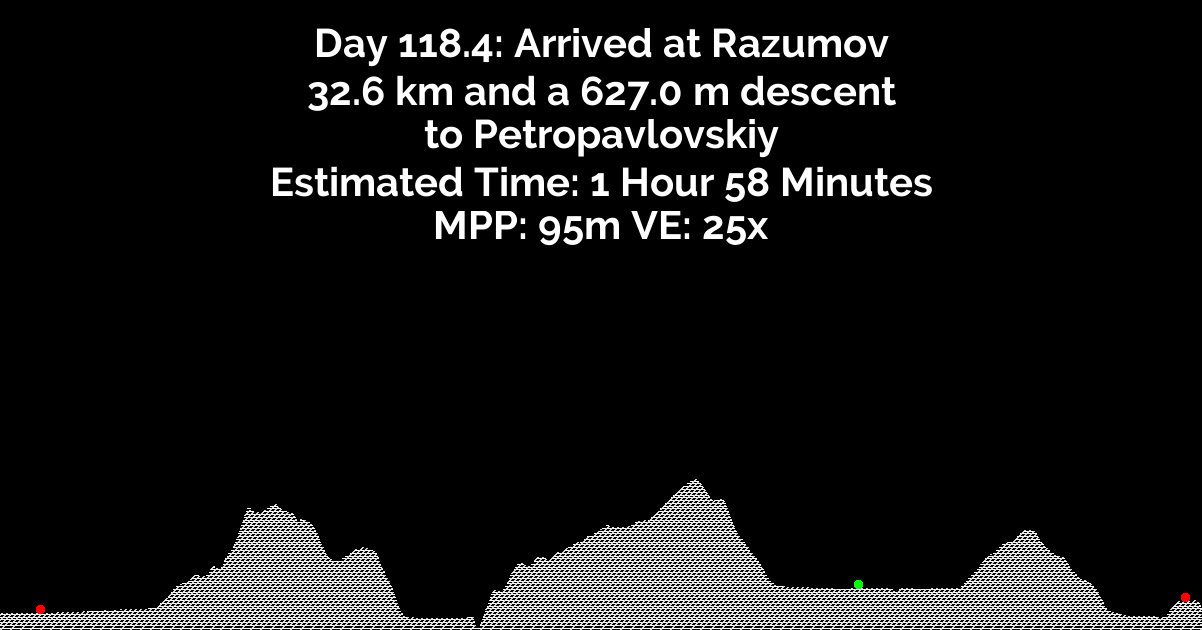 Day 118.4: Arrived at Razumov
32.6 km and a 627.0 m descent
to Petropavlovskiy
Estimated Time: 1 Hour 58 Minutes
MPP: 95m VE: 25x